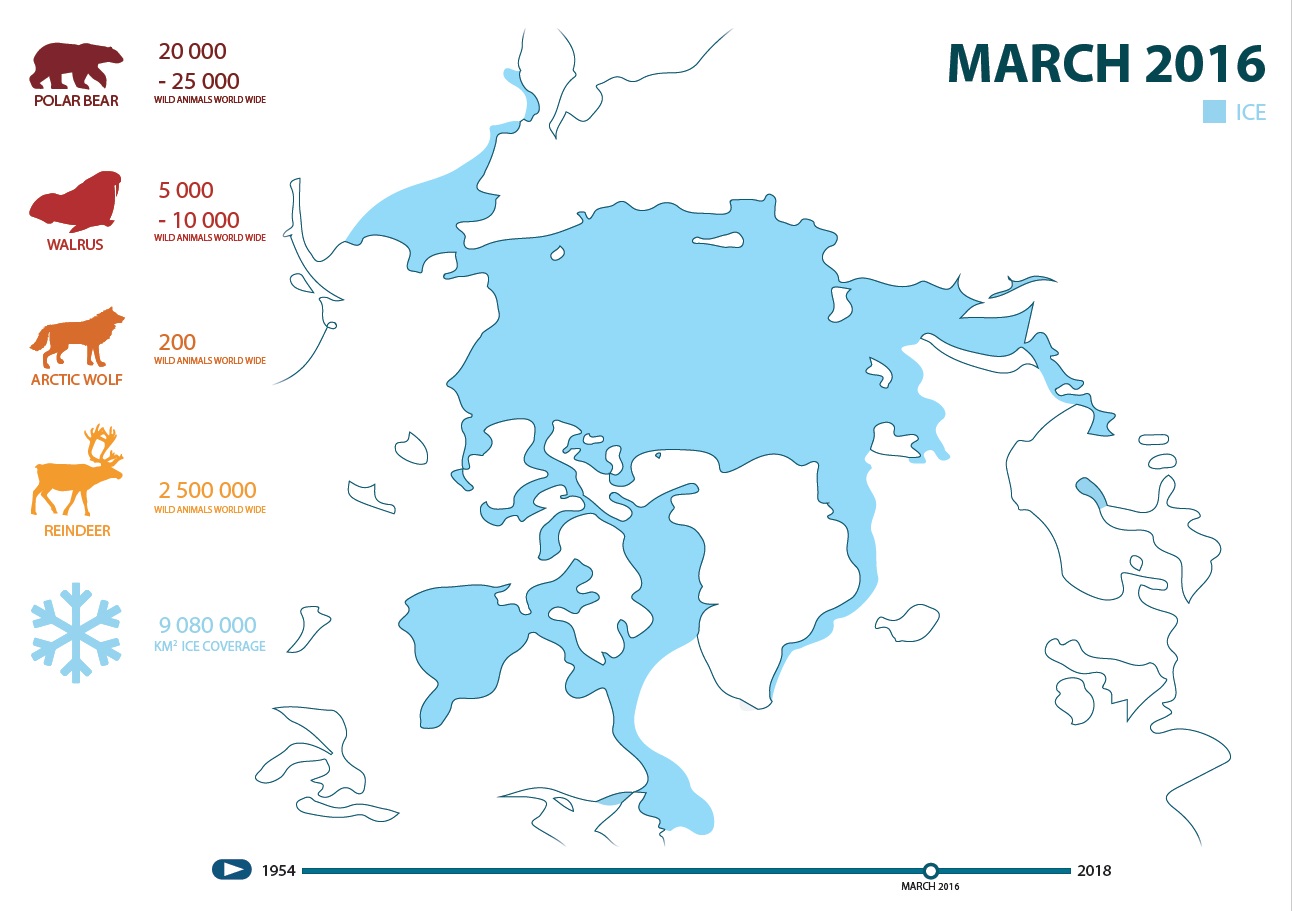 MARCH 2016
ICE
20 000
- 25 000
WILD ANIMALS WORLD WIDE
POLAR BEAR
5 000
- 10 000
WILD ANIMALS WORLD WIDE
WALRUS
200
WILD ANIMALS WORLD WIDE
ARCTIC WOLF
2 500 000
WILD ANIMALS WORLD WIDE
REINDEER
9 080 000
KM² ICE COVERAGE
1954
2018
MARCH 2016